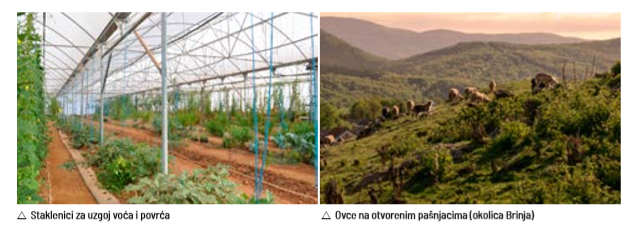 △ Staklenici za uzgoj voća i povrća
△ Ovce na otvorenim pašnjacima (okolica Brinja)